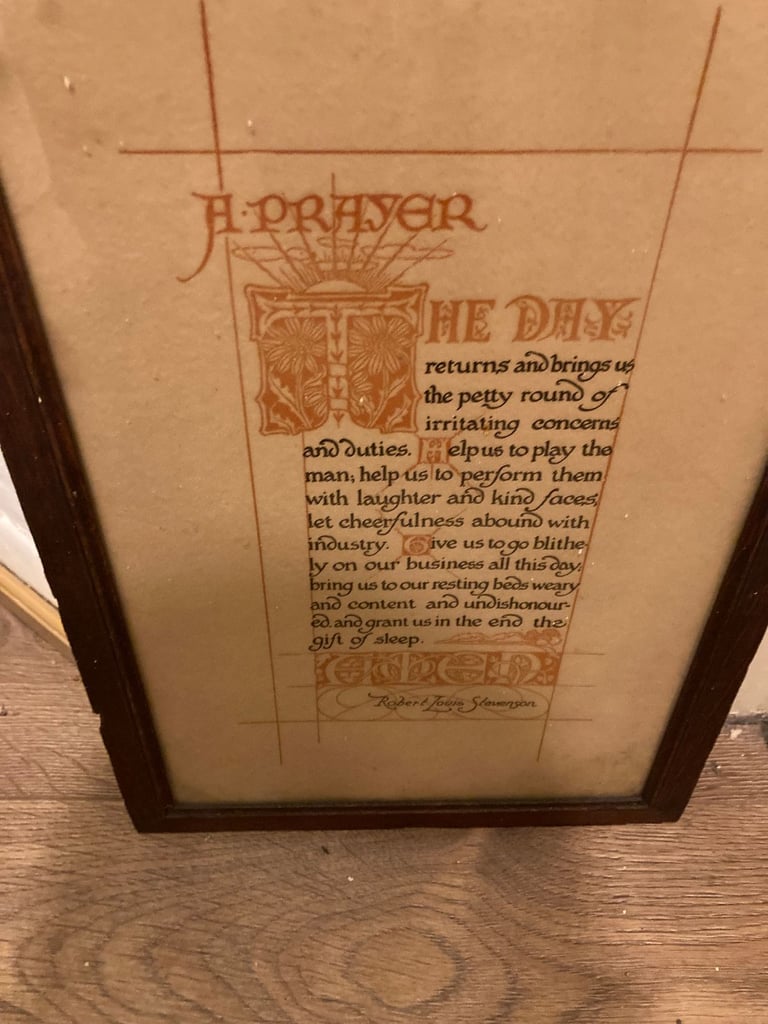 A·PRAYER
THE DAY
returns and brings us
the petty round of
irritating concerns
and duties. Help us to play the
man; help us to perform them
with laughter and kind faces;
let cheerfulness abound with
industry. Give us to go blithe-
ly on our business all this day;
bring us to our resting beds weary
and content and undishonour-
ed. and grant us in the end the
gift of sleep.
Amen
Robert Louis Stevenson